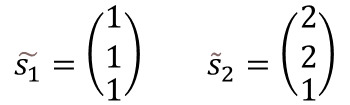 s̃₁ = (1 1 1) s̃₂ = (2 2 1)